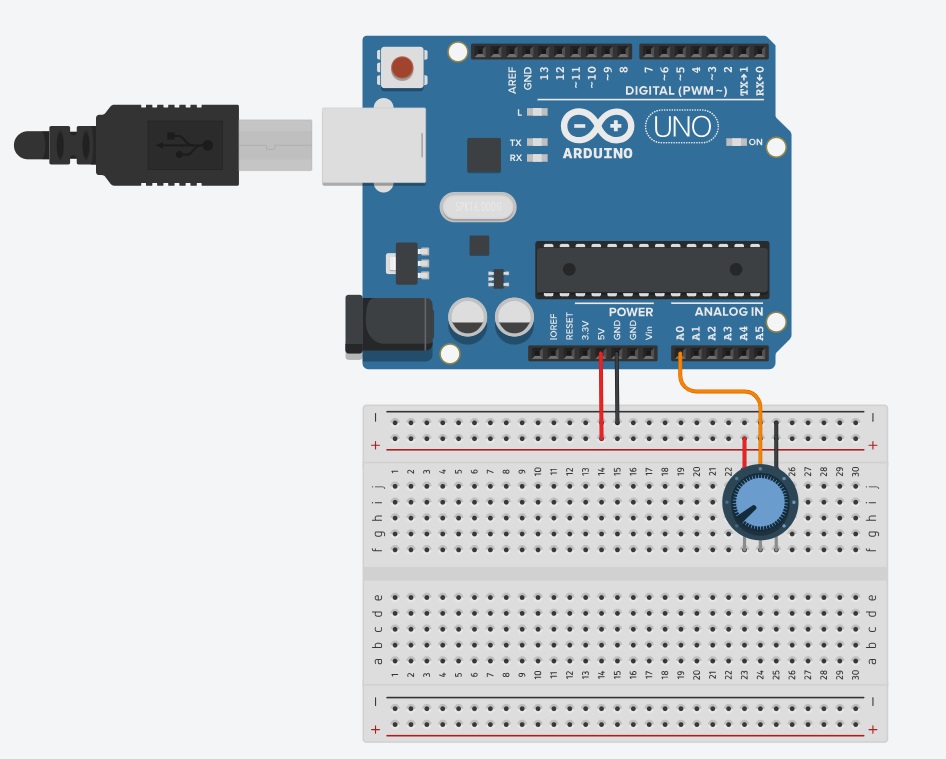 AREF GND 13 12 ~11 ~10 ~9 8 7 ~6 ~5 4 ~3 2 TX→1 RX←0
DIGITAL (PWM~)
L
TX
RX
ARDUINO
UNO
ON
POWER
ANALOG IN
IOREF RESET 3.3V 5V GND GND Vin A0 A1 A2 A3 A4 A5
− −
+ +
1 2 3 4 5 6 7 8 9 10 11 12 13 14 15 16 17 18 19 20 21 22 26 27 28 29 30
j j
i i
h h
g g
f f
e e
d d
c c
b b
a a
1 2 3 4 5 6 7 8 9 10 11 12 13 14 15 16 17 18 19 20 21 22 23 24 25 26 27 28 29 30
− −
+ +